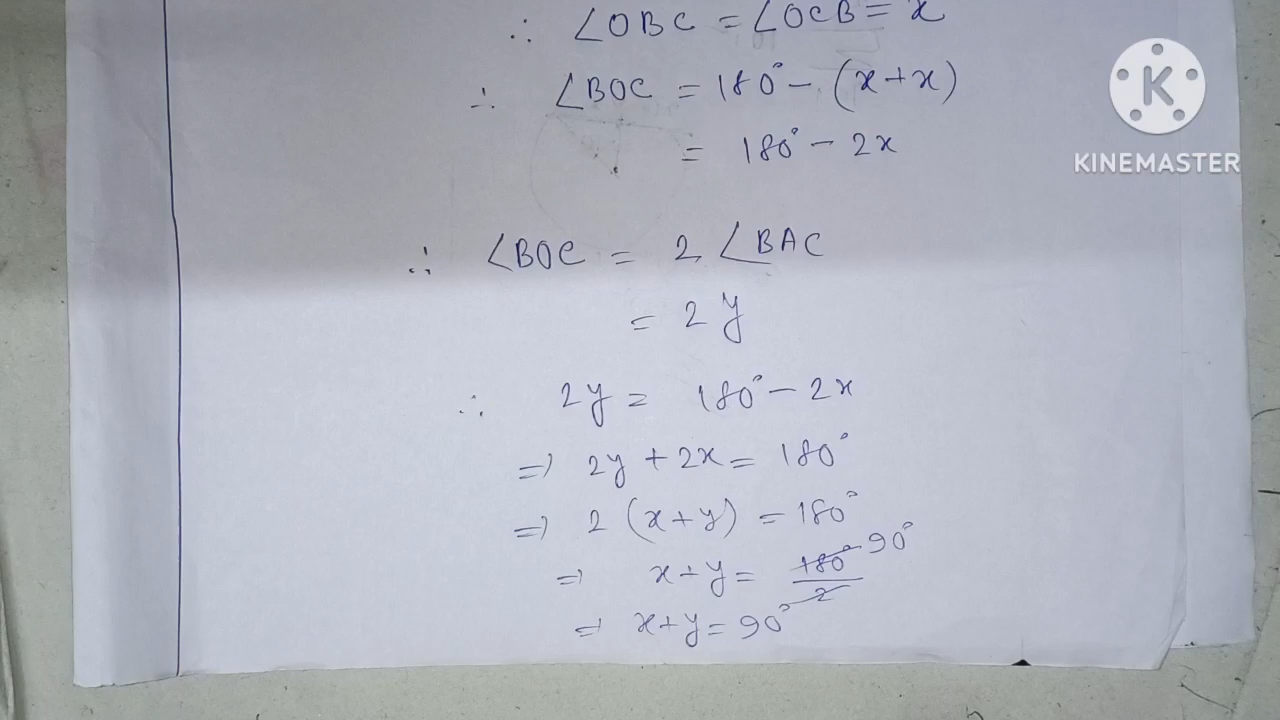 ∴ ∠OBC = ∠OCB = x
∴ ∠BOC = 180° - (x+x)
= 180° - 2x
K
KINEMASTER
∴ ∠BOC = 2 ∠BAC
= 2y
∴ 2y = 180° - 2x
⇒ 2y + 2x = 180°
⇒ 2 (x+y) = 180°
⇒ x+y = 180°/2 90°
⇒ x+y = 90°